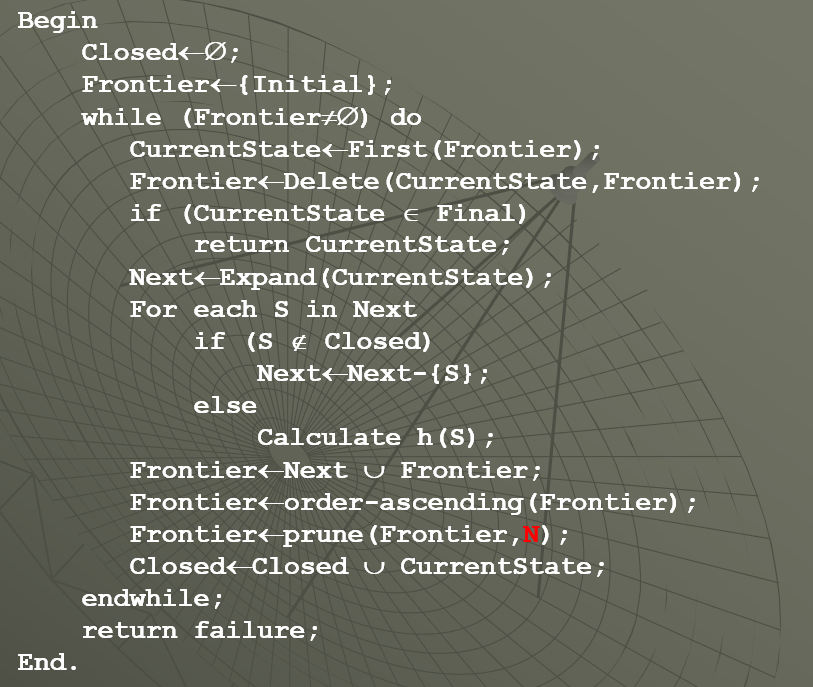 Begin
Closed←∅;
Frontier←{Initial};
while (Frontier≠∅) do
CurrentState←First(Frontier);
Frontier←Delete(CurrentState,Frontier);
if (CurrentState ∈ Final)
return CurrentState;
Next←Expand(CurrentState);
For each S in Next
if (S ∉ Closed)
Next←Next-{S};
else
Calculate h(S);
Frontier←Next ∪ Frontier;
Frontier←order-ascending(Frontier);
Frontier←prune(Frontier,N);
Closed←Closed ∪ CurrentState;
endwhile;
return failure;
End.